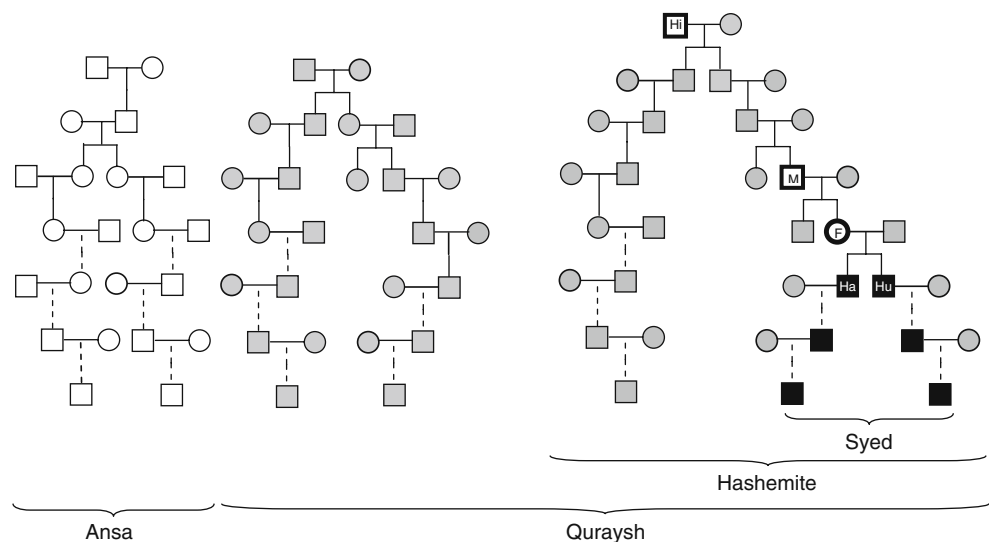 Hi
M
F
Ha Hu
Syed
Hashemite
Ansa Quraysh